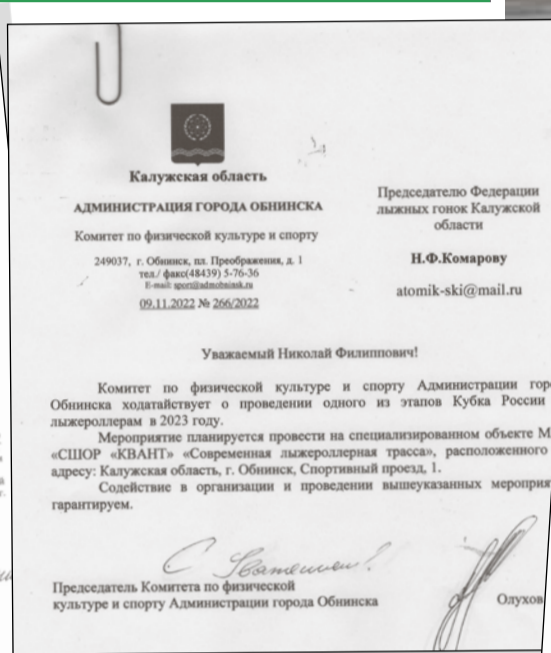 Калужская область
АДМИНИСТРАЦИЯ ГОРОДА ОБНИНСКА
Комитет по физической культуре и спорту
249037, г. Обнинск, пл. Преображения, д. 1
тел./ факс(48439) 5-76-36
E-mail: sport@admobninsk.ru
09.11.2022 № 266/2022
Председателю Федерации
лыжных гонок Калужской
области
Н.Ф.Комарову
atomik-ski@mail.ru
Уважаемый Николай Филиппович!
Комитет по физической культуре и спорту Администрации гор
Обнинска ходатайствует о проведении одного из этапов Кубка России
лыжероллерам в 2023 году.
Мероприятие планируется провести на специализированном объекте М
«СШОР «КВАНТ» «Современная лыжероллерная трасса», расположенного
адресу: Калужская область, г. Обнинск, Спортивный проезд, 1.
Содействие в организации и проведении вышеуказанных мероприят
гарантируем.
С Уважением!
Председатель Комитета по физической
культуре и спорту Администрации города Обнинска
Олухов